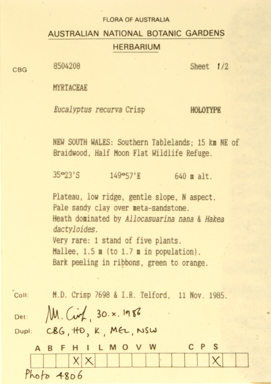 FLORA OF AUSTRALIA
AUSTRALIAN NATIONAL BOTANIC GARDENS
HERBARIUM
CBG 8504208 Sheet 1/2
MYRTACEAE
Eucalyptus recurva Crisp HOLOTYPE
NEW SOUTH WALES: Southern Tablelands; 15 km NE of
Braidwood, Half Moon Flat Wildlife Refuge.
35°23'S 149°57'E 640 m alt.
Plateau, low ridge, gentle slope, N aspect.
Pale sandy clay over meta-sandstone.
Heath dominated by Allocasuarina nana & Hakea
dactyloides.
Very rare: 1 stand of five plants.
Mallee, 1.5 m (to 1.7 m in population).
Bark peeling in ribbons, green to orange.
Coll: M.D. Crisp 7698 & I.R. Telford, 11 Nov. 1985.
Det: M. Crisp, 30.x.1986
Dupl: CBG, HO, K, MEL, NSW
A B F H I L M O V W C P S
X X X
Photo 4806